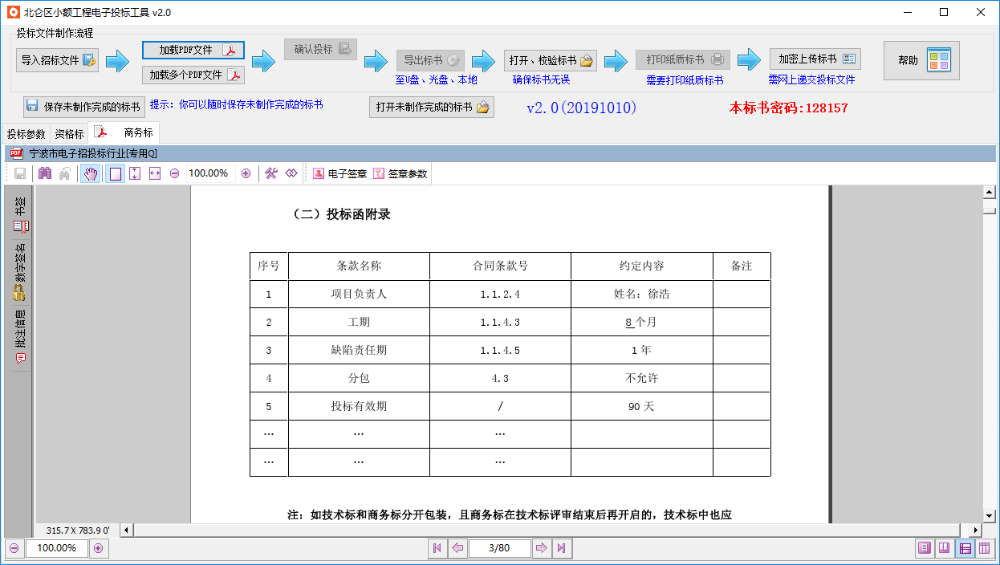 北仑区小额工程电子投标工具 v2.0
投标文件制作流程
导入招标文件
加载PDF文件
加载多个PDF文件
确认投标
导出标书
至U盘、光盘、本地
打开、校验标书
确保标书无误
打印纸质标书
需要打印纸质标书
加密上传标书
需网上递交投标文件
帮助
保存未制作完成的标书
提示：你可以随时保存未制作完成的标书
打开未制作完成的标书
v2.0(20191010)
本标书密码:128157
投标参数 资格标 商务标
宁波市电子招投标行业[专用Q]
100.00%
电子签章 签章参数
书签
数字签名
批注信息
（二）投标函附录
序号 条款名称 合同条款号 约定内容 备注
1 项目负责人 1.1.2.4 姓名：徐浩
2 工期 1.1.4.3 8 个月
3 缺陷责任期 1.1.4.5 1 年
4 分包 4.3 不允许
5 投标有效期 / 90 天
… … …
… … …
注：如技术标和商务标分开包装，且商务标在技术标评审结束后再开启的，技术标中也应
315.7 X 783.9 0'
100.00%
3/80